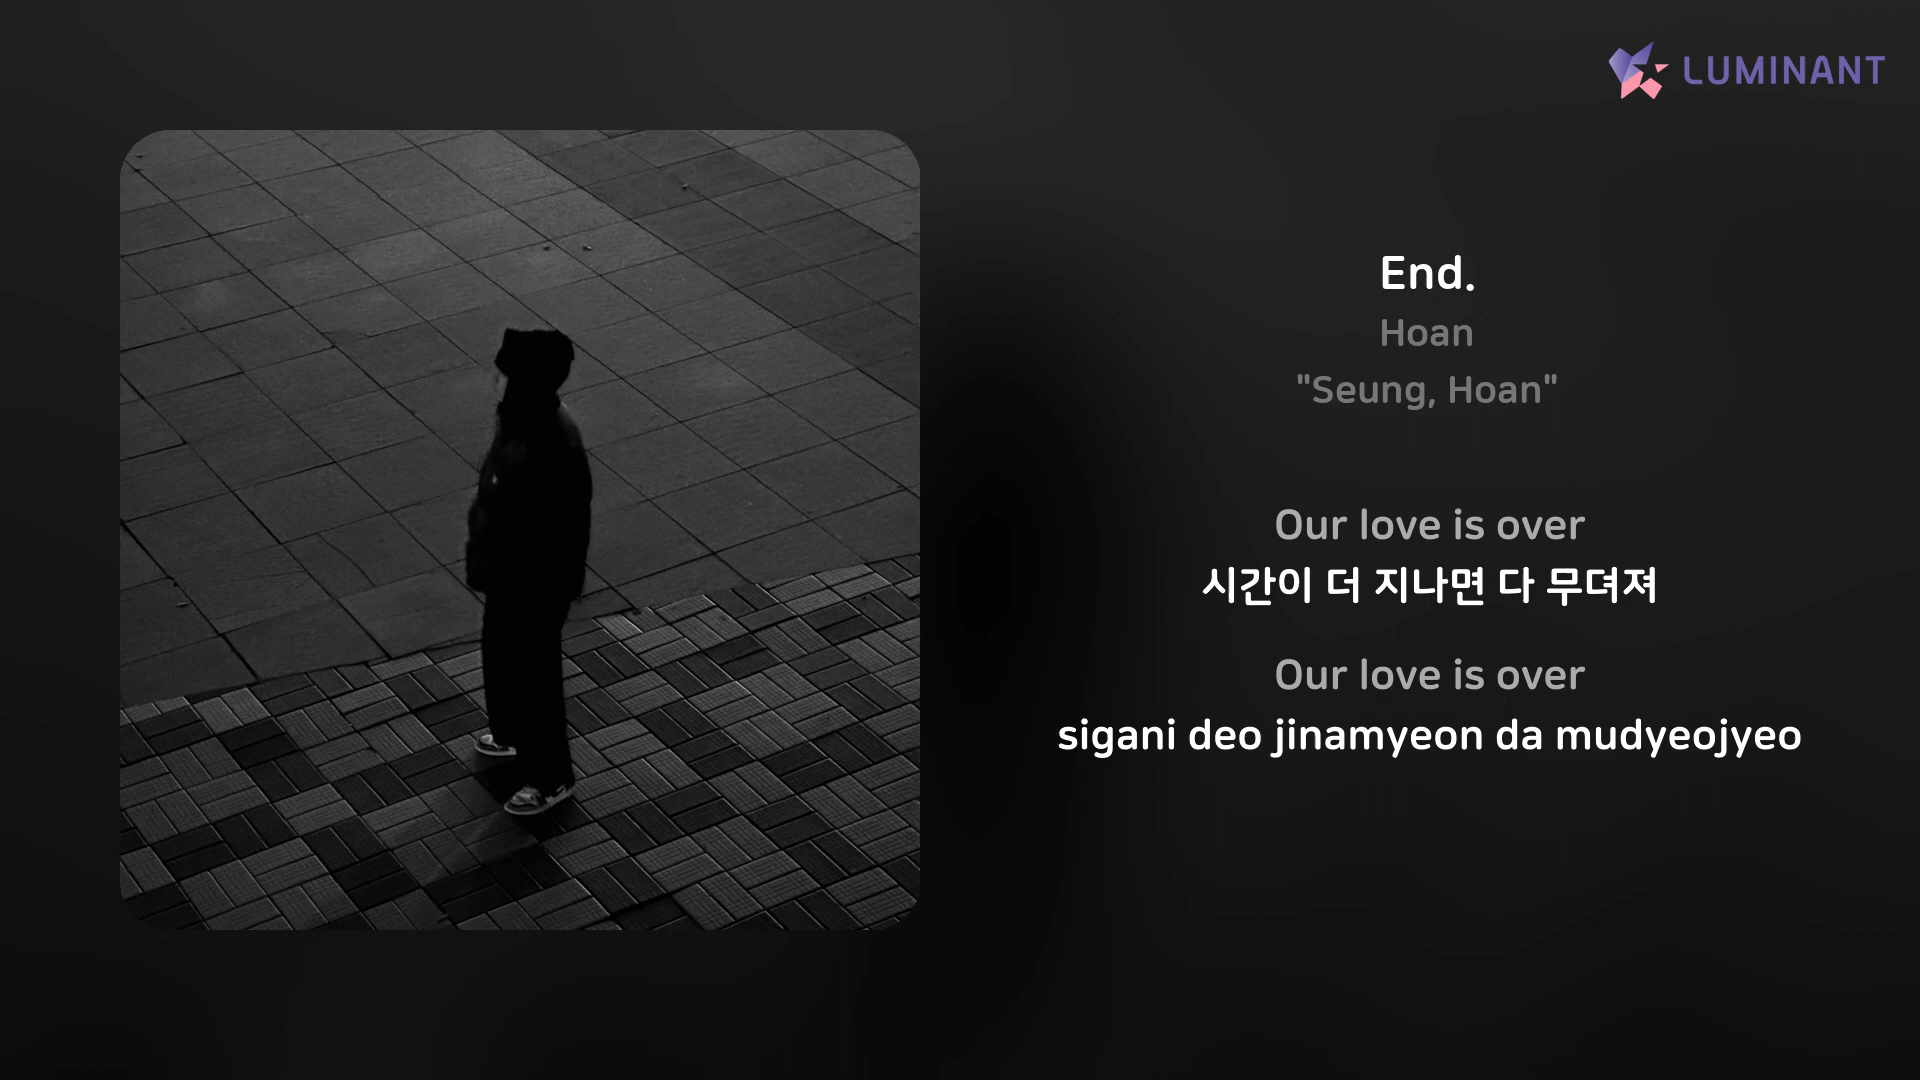 LUMINANT
End.
Hoan
"Seung, Hoan"
Our love is over
시간이 더 지나면 다 무뎌져
Our love is over
sigani deo jinamyeon da mudyeojyeo